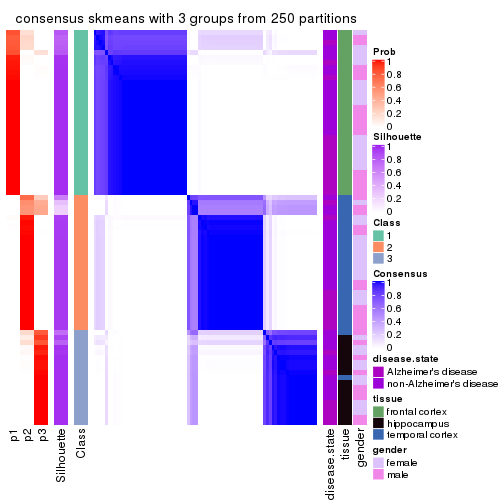 consensus skmeans with 3 groups from 250 partitions
Prob
1
0.8
0.6
0.4
0.2
0
Silhouette
1
0.8
0.6
0.4
0.2
0
Class
1
2
3
Consensus
1
0.8
0.6
0.4
0.2
0
disease.state
Alzheimer's disease
non-Alzheimer's disease
tissue
frontal cortex
hippocampus
temporal cortex
gender
female
male
p1
p2
p3
Silhouette
Class
disease.state
tissue
gender